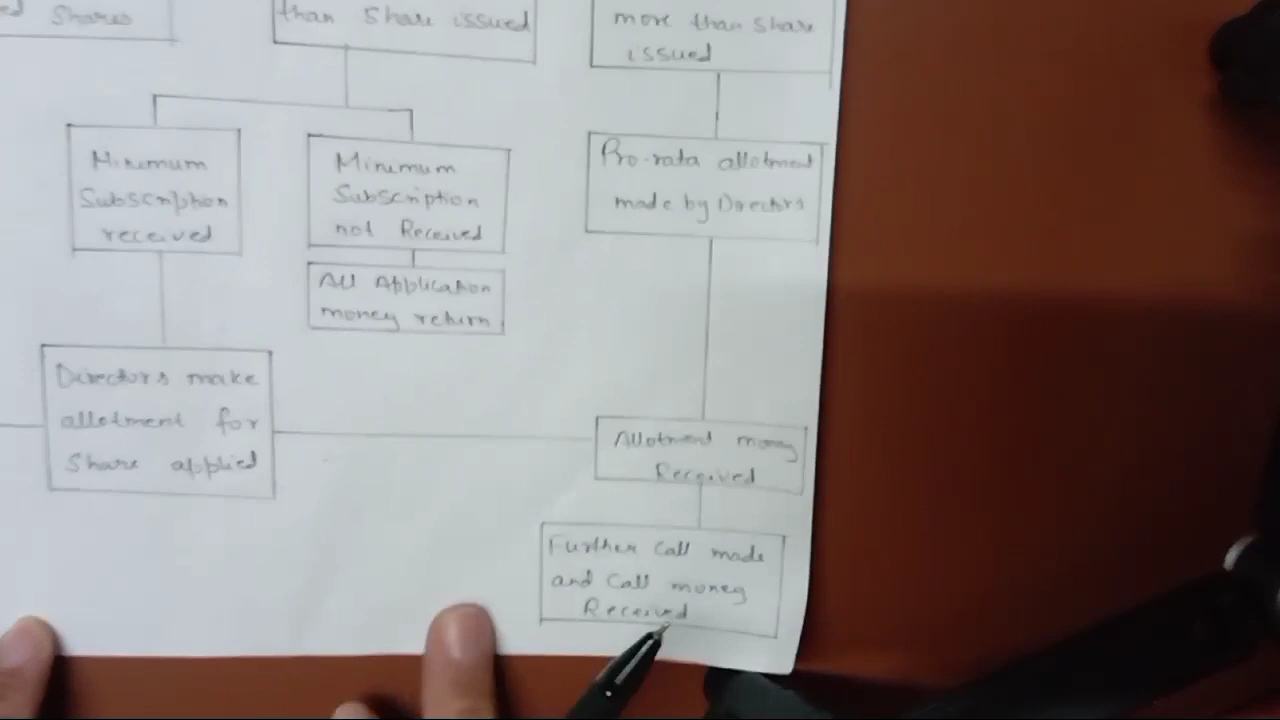 Shares
than Share issued
more than share
issued
Minimum
Subscription
received
Minimum
Subscription
not Received
All Application
money return
Pro-rata allotment
made by Directors
Directors make
allotment for
Share applied
Allotment money
Received
Further Call made
and Call money
Received